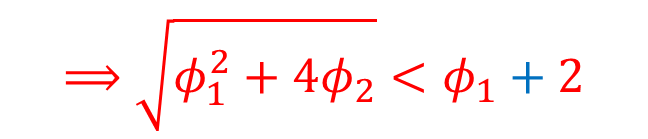 ⟹ √(ϕ₁² + 4ϕ₂) < ϕ₁ + 2